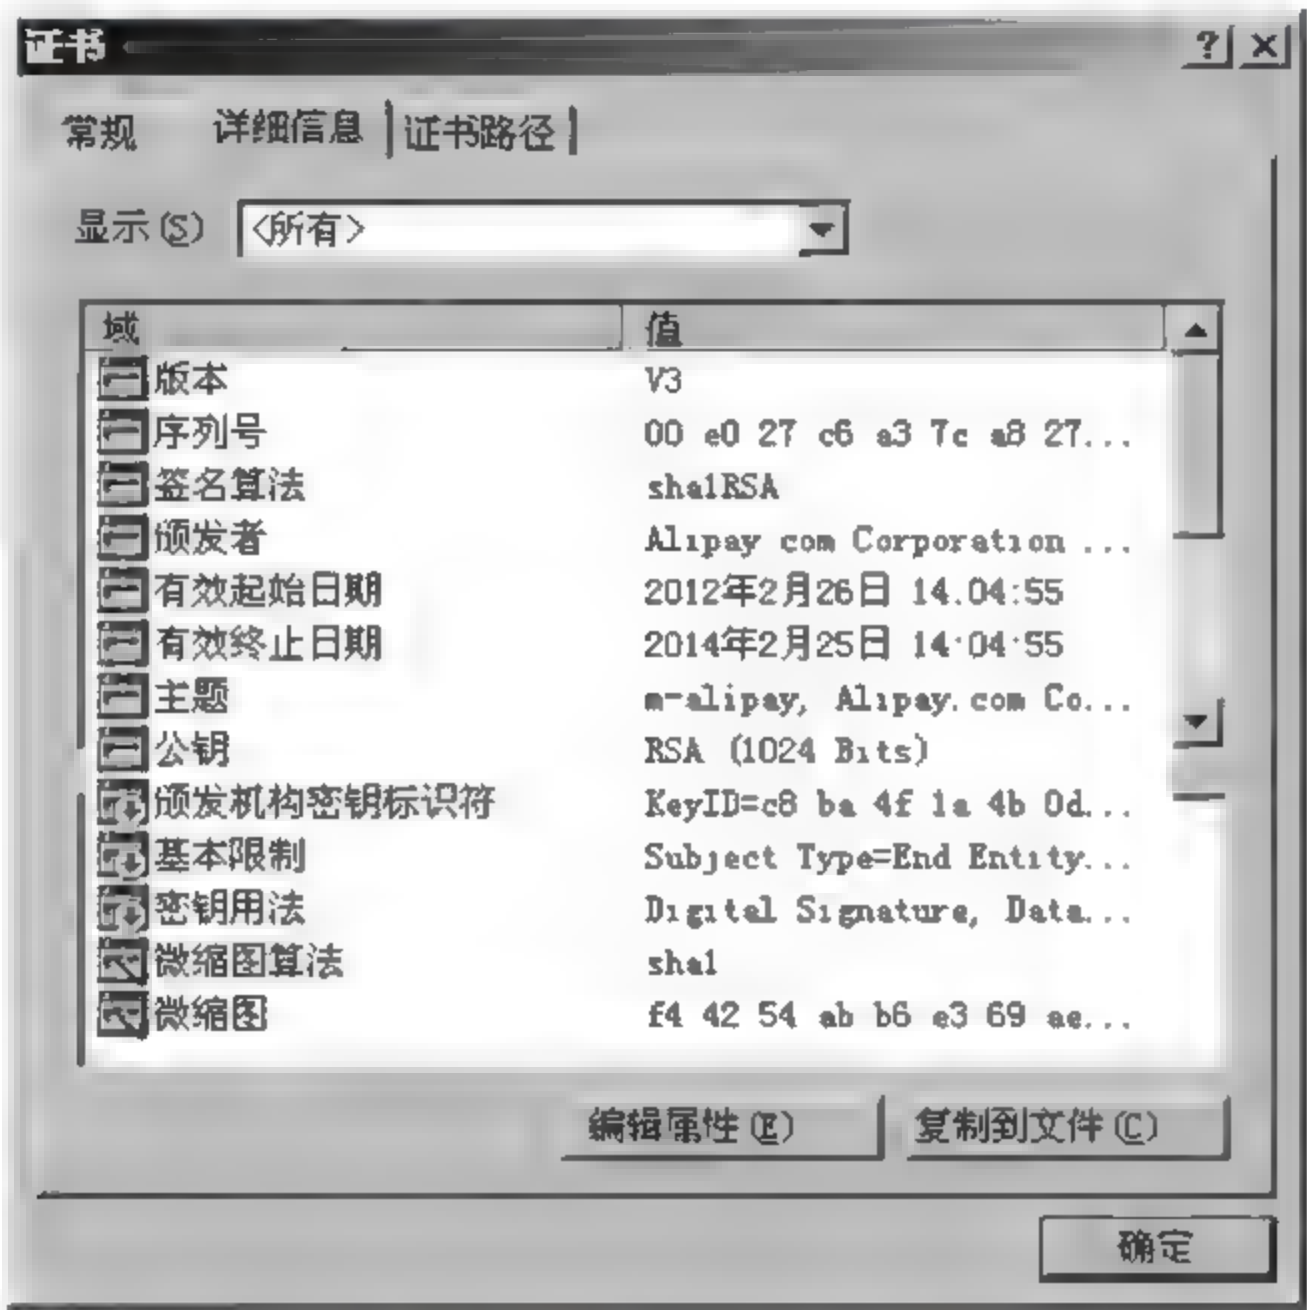 证书
? ×
常规 详细信息 证书路径
显示(S) <所有>
域 值
版本 V3
序列号 00 e0 27 c6 a3 7c a8 27...
签名算法 sha1RSA
颁发者 Alipay com Corporation ...
有效起始日期 2012年2月26日 14.04:55
有效终止日期 2014年2月25日 14:04:55
主题 m-alipay, Alipay.com Co...
公钥 RSA (1024 Bits)
颁发机构密钥标识符 KeyID=c8 ba 4f 1a 4b 0d...
基本限制 Subject Type=End Entity...
密钥用法 Digital Signature, Data...
微缩图算法 sha1
微缩图 f4 42 54 ab b6 e3 69 ae...
编辑属性(E) 复制到文件(C)
确定